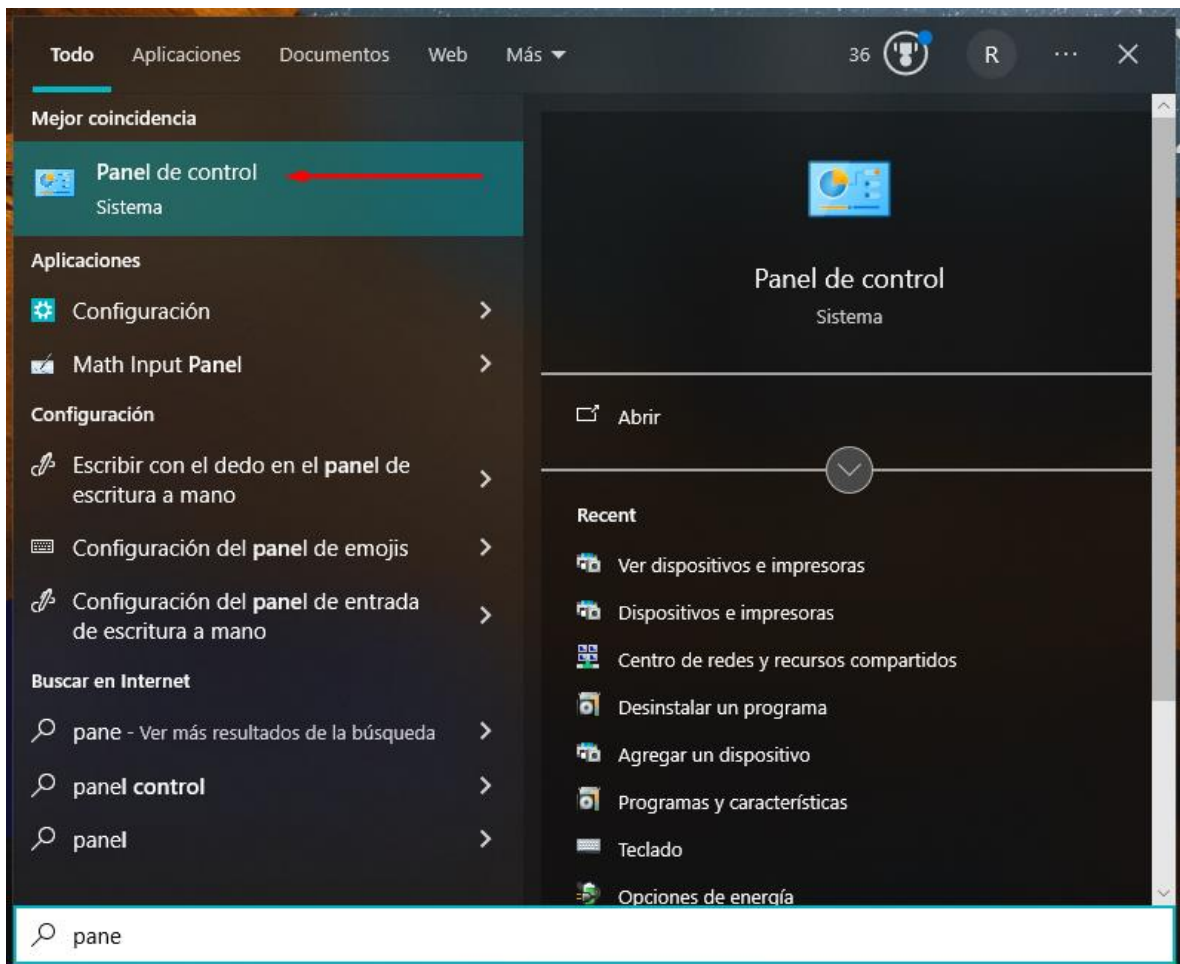 Todo Aplicaciones Documentos Web Más 36 R ...
Mejor coincidencia
Panel de control
Sistema
Aplicaciones
Configuración
Math Input Panel
Configuración
Escribir con el dedo en el panel de
escritura a mano
Configuración del panel de emojis
Configuración del panel de entrada
de escritura a mano
Buscar en Internet
pane - Ver más resultados de la búsqueda
panel control
panel
Panel de control
Sistema
Abrir
Recent
Ver dispositivos e impresoras
Dispositivos e impresoras
Centro de redes y recursos compartidos
Desinstalar un programa
Agregar un dispositivo
Programas y características
Teclado
Opciones de energía
pane